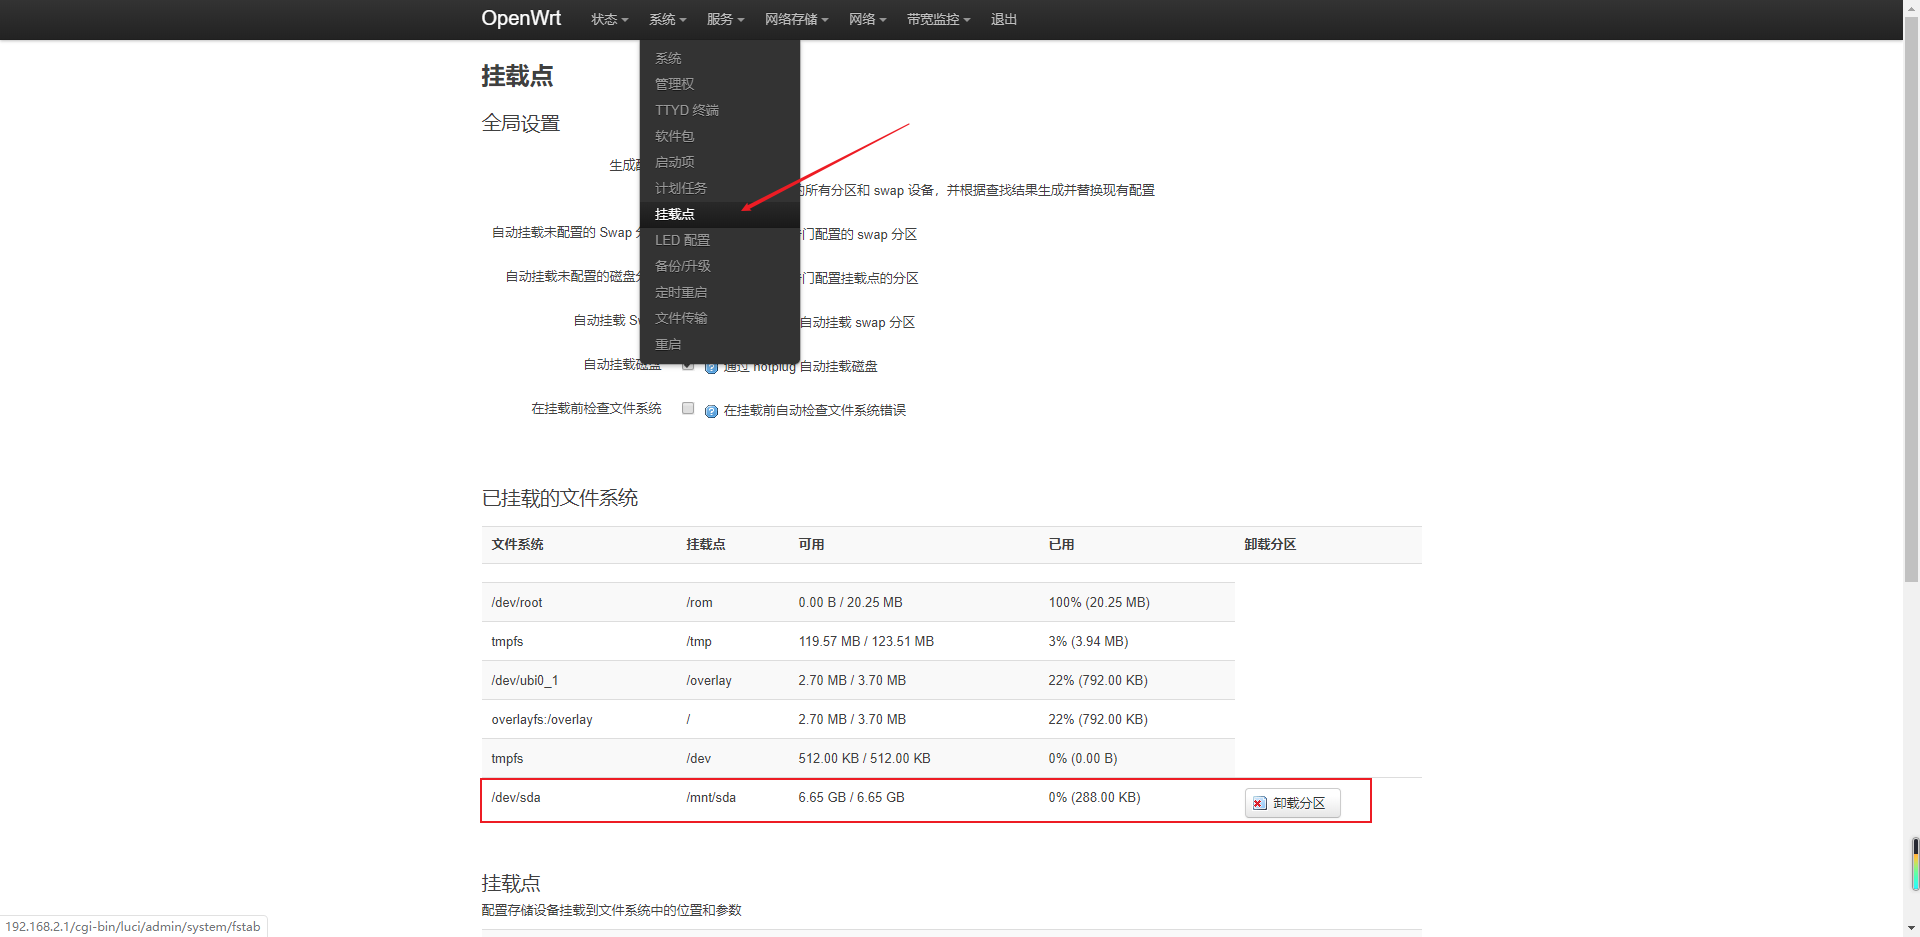 OpenWrt 状态 系统 服务 网络存储 网络 带宽监控 退出
系统
管理权
TTYD 终端
软件包
启动项
计划任务
挂载点
LED 配置
备份/升级
定时重启
文件传输
重启
挂载点
全局设置
生成
所有分区和 swap 设备，并根据查找结果生成并替换现有配置
自动挂载未配置的 Swap
门配置的 swap 分区
自动挂载未配置的磁盘
门配置挂载点的分区
自动挂载
自动挂载 swap 分区
自动挂载磁盘 通过 hotplug 自动挂载磁盘
在挂载前检查文件系统 在挂载前自动检查文件系统错误
已挂载的文件系统
文件系统 挂载点 可用 已用 卸载分区
/dev/root /rom 0.00 B / 20.25 MB 100% (20.25 MB)
tmpfs /tmp 119.57 MB / 123.51 MB 3% (3.94 MB)
/dev/ubi0_1 /overlay 2.70 MB / 3.70 MB 22% (792.00 KB)
overlayfs:/overlay / 2.70 MB / 3.70 MB 22% (792.00 KB)
tmpfs /dev 512.00 KB / 512.00 KB 0% (0.00 B)
/dev/sda /mnt/sda 6.65 GB / 6.65 GB 0% (288.00 KB) 卸载分区
挂载点
配置存储设备挂载到文件系统中的位置和参数
192.168.2.1/cgi-bin/luci/admin/system/fstab